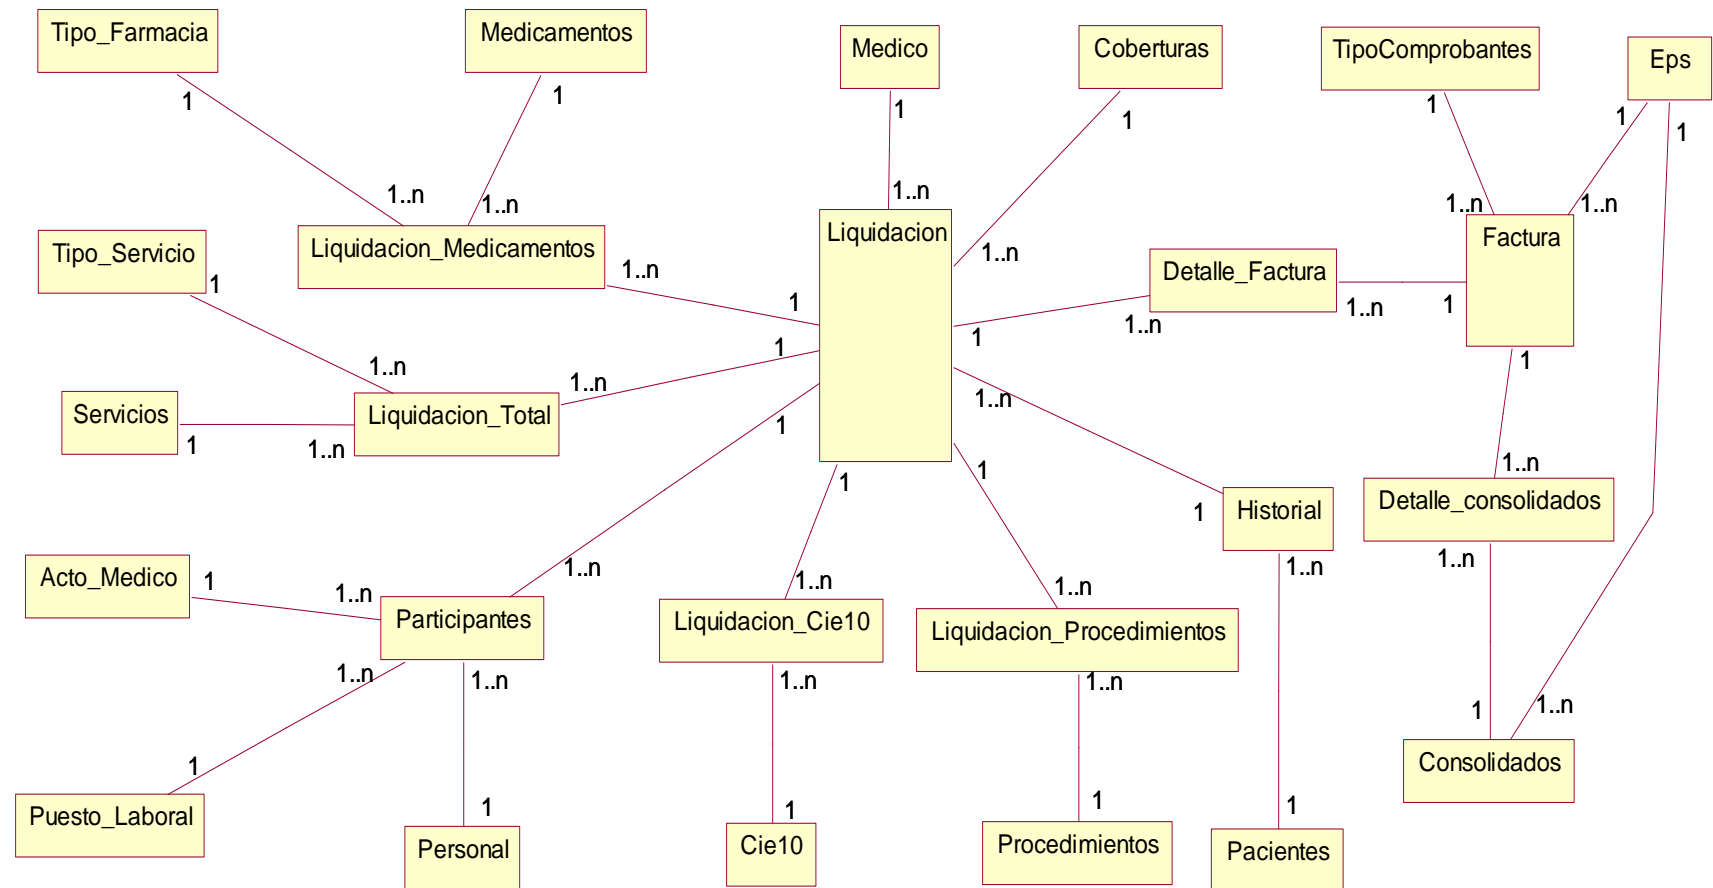 Tipo_Farmacia
Medicamentos
Medico
Coberturas
TipoComprobantes
Eps
1
1
1
1
1
1
1
1..n
1..n
1..n
1..n
1..n
Liquidacion_Medicamentos
Liquidacion
Factura
Tipo_Servicio
1..n
1..n
Detalle_Factura
1
1
1..n
1..n
1
1
1
1..n
1..n
1
1..n
Servicios
Liquidacion_Total
1
1..n
1
1
1
1..n
Detalle_consolidados
1
Historial
1..n
1..n
1..n
1..n
1..n
Acto_Medico
1
1..n
Participantes
Liquidacion_Cie10
Liquidacion_Procedimientos
1..n
1..n
1..n
1..n
1
1..n
1
Consolidados
1
1
1
1
Puesto_Laboral
Personal
Cie10
Procedimientos
Pacientes